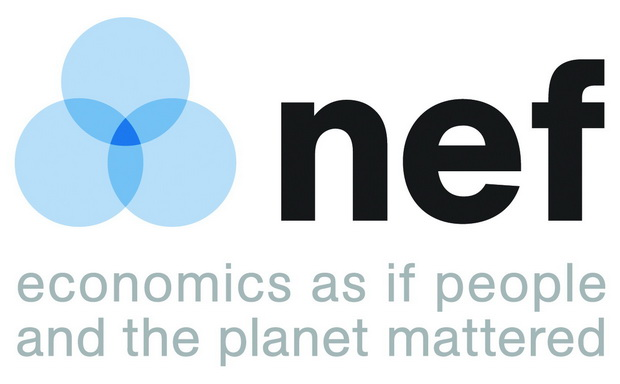 nef
economics as if people
and the planet mattered